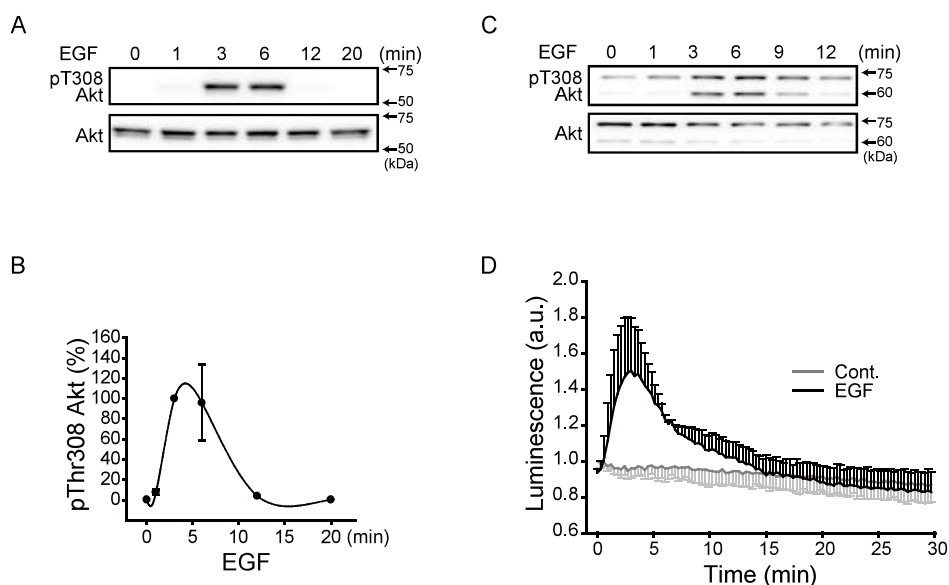 A
EGF 0 1 3 6 12 20 (min)
pT308
Akt
75
50
Akt
75
50
(kDa)
C
EGF 0 1 3 6 9 12 (min)
pT308
Akt
75
60
Akt
75
60
(kDa)
B
pThr308 Akt (%)
160
140
120
100
80
60
40
20
0
0 5 10 15 20 (min)
EGF
D
Luminescence (a.u.)
2.0
1.8
1.6
1.4
1.2
1.0
0.8
0.6
Cont.
EGF
0 5 10 15 20 25 30
Time (min)